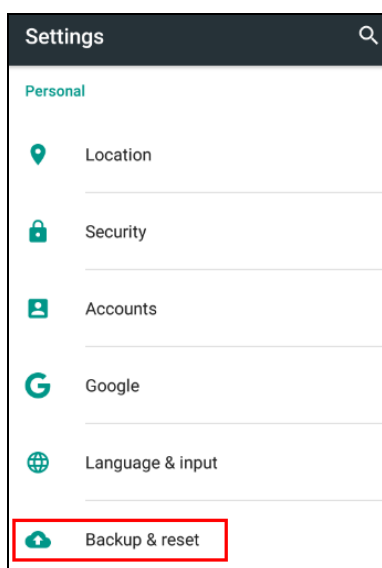 Settings
Personal
Location
Security
Accounts
Google
Language & input
Backup & reset